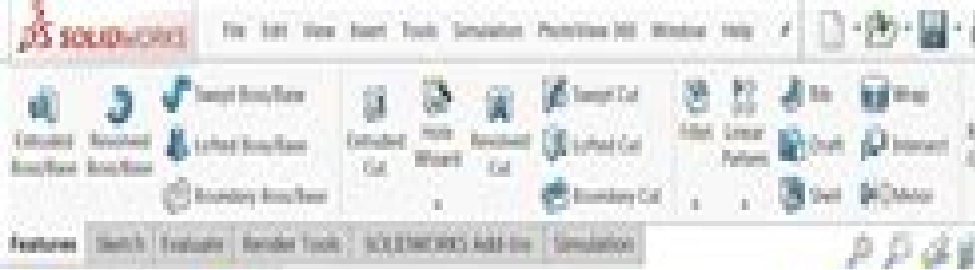 SOLIDWORKS File Edit View Insert Tools Simulation PhotoView 360 Window Help
Extruded Boss/Base
Revolved Boss/Base
Swept Boss/Base
Lofted Boss/Base
Boundary Boss/Base
Extruded Cut
Hole Wizard
Revolved Cut
Swept Cut
Lofted Cut
Boundary Cut
Fillet
Linear Pattern
Rib
Draft
Shell
Wrap
Intersect
Mirror
Features Sketch Evaluate Render Tools SOLIDWORKS Add-Ins Simulation